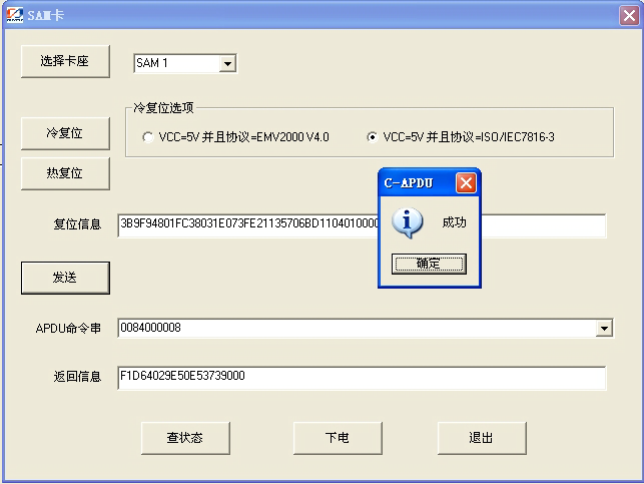 SAM卡
选择卡座
SAM 1
冷复位选项
冷复位
VCC=5V 并且协议=EMV2000 V4.0
VCC=5V 并且协议=ISO/IEC7816-3
热复位
C-APDU
成功
确定
复位信息
3B9F94801FC38031E073FE21135706BD1104010000
发送
APDU命令串
0084000008
返回信息
F1D64029E50E53739000
查状态
下电
退出